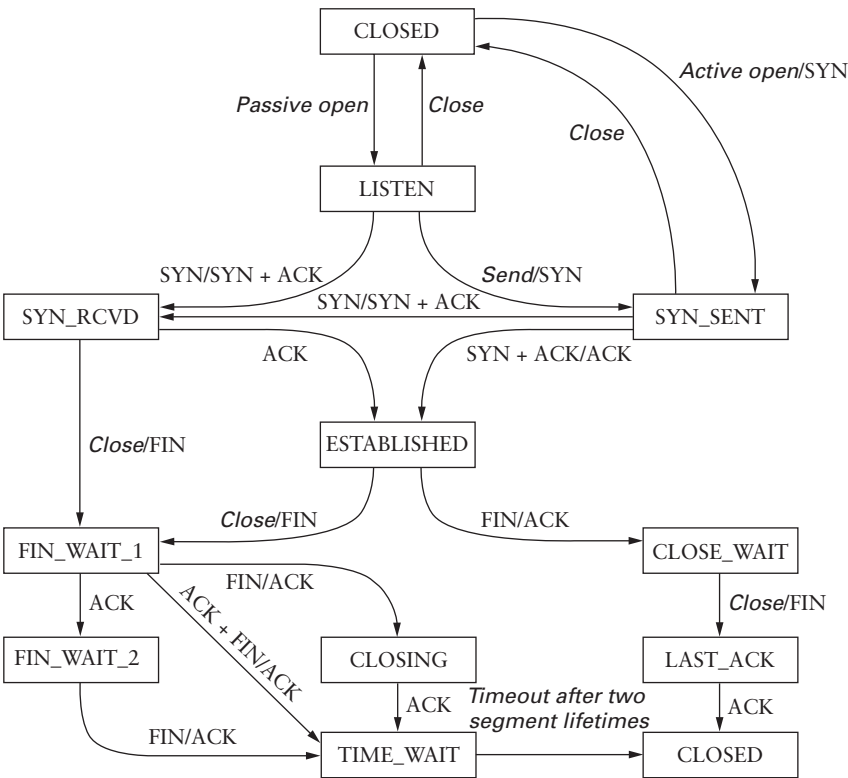 CLOSED
Active open/SYN
Passive open
Close
Close
LISTEN
SYN/SYN + ACK
Send/SYN
SYN/SYN + ACK
SYN_RCVD
SYN_SENT
ACK
SYN + ACK/ACK
Close/FIN
ESTABLISHED
Close/FIN
FIN/ACK
FIN_WAIT_1
CLOSE_WAIT
FIN/ACK
ACK
ACK + FIN/ACK
Close/FIN
FIN_WAIT_2
CLOSING
LAST_ACK
ACK
Timeout after two
segment lifetimes
ACK
FIN/ACK
TIME_WAIT
CLOSED